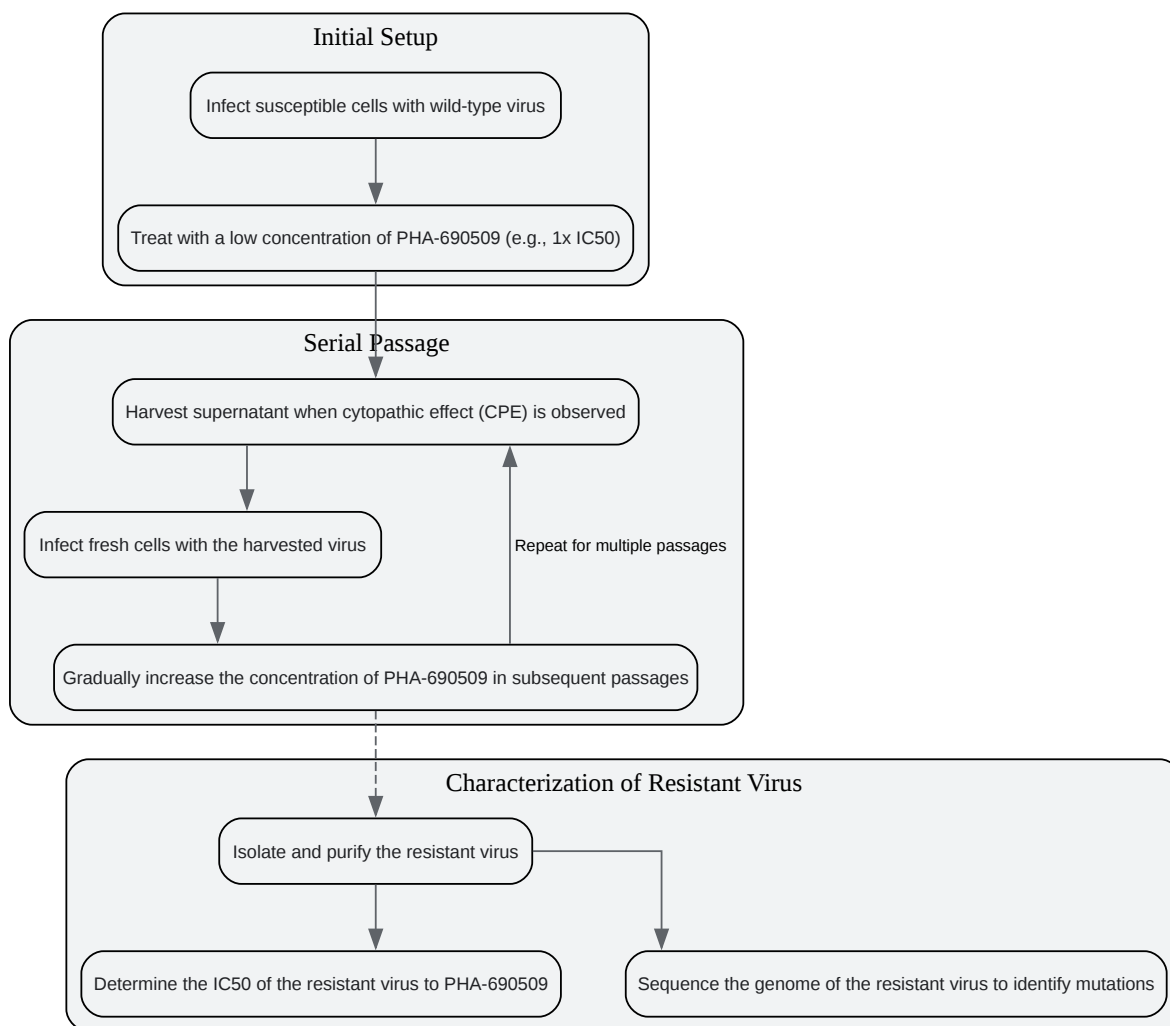 Initial Setup
Infect susceptible cells with wild-type virus
Treat with a low concentration of PHA-690509 (e.g., 1x IC50)
Serial Passage
Harvest supernatant when cytopathic effect (CPE) is observed
Infect fresh cells with the harvested virus
Repeat for multiple passages
Gradually increase the concentration of PHA-690509 in subsequent passages
Characterization of Resistant Virus
Isolate and purify the resistant virus
Determine the IC50 of the resistant virus to PHA-690509
Sequence the genome of the resistant virus to identify mutations